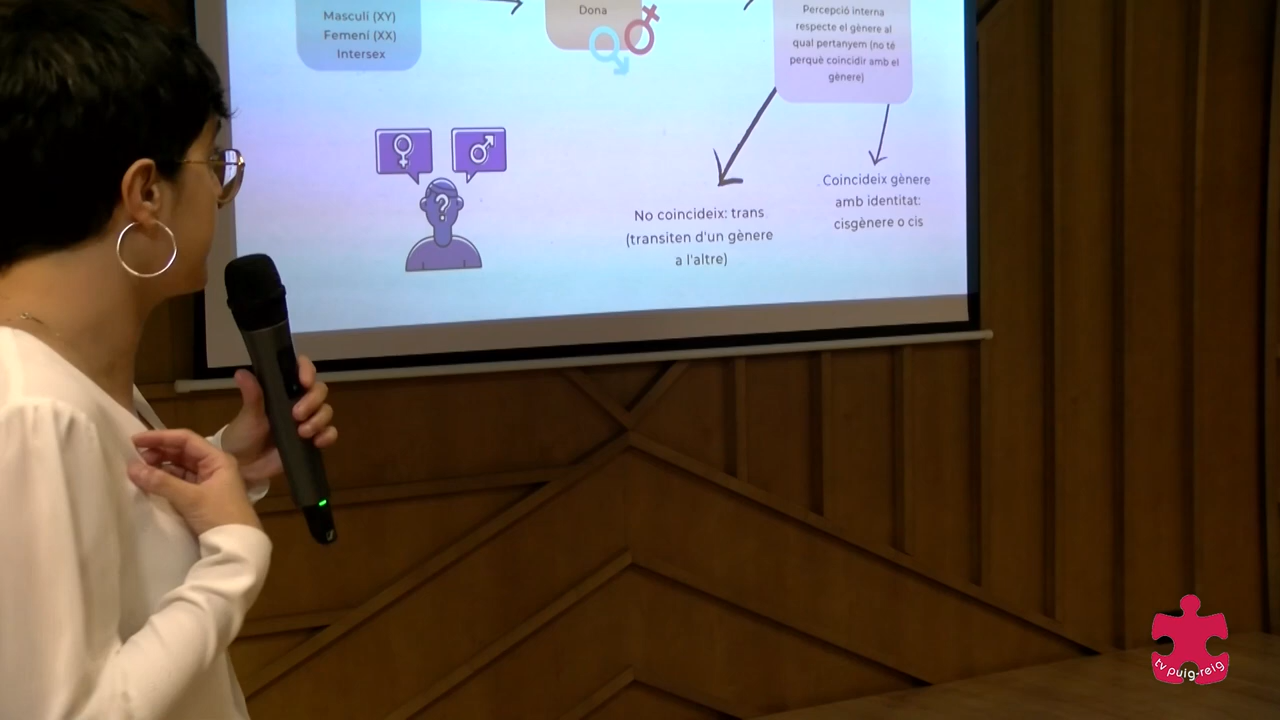 Masculí (XY)
Femení (XX)
Intersex
Dona
Percepció interna
respecte el gènere al
qual pertanyem (no té
perquè coincidir amb el
gènere)
?
No coincideix: trans
(transiten d'un gènere
a l'altre)
Coincideix gènere
amb identitat:
cisgènere o cis
tv puig-reig